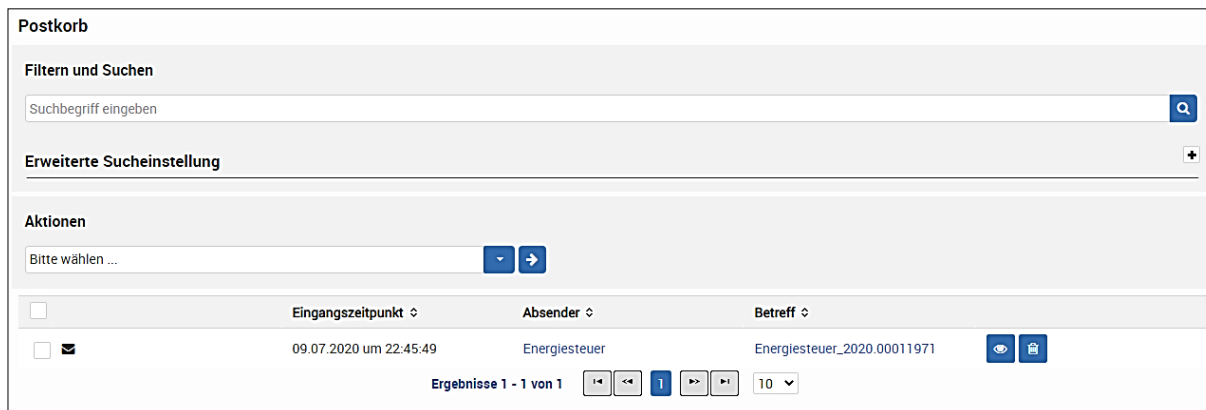 Postkorb
Filtern und Suchen
Suchbegriff eingeben
Erweiterte Sucheinstellung
Aktionen
Bitte wählen ...
Eingangszeitpunkt Absender Betreff
09.07.2020 um 22:45:49 Energiesteuer Energiesteuer_2020.00011971
Ergebnisse 1 - 1 von 1 1 10